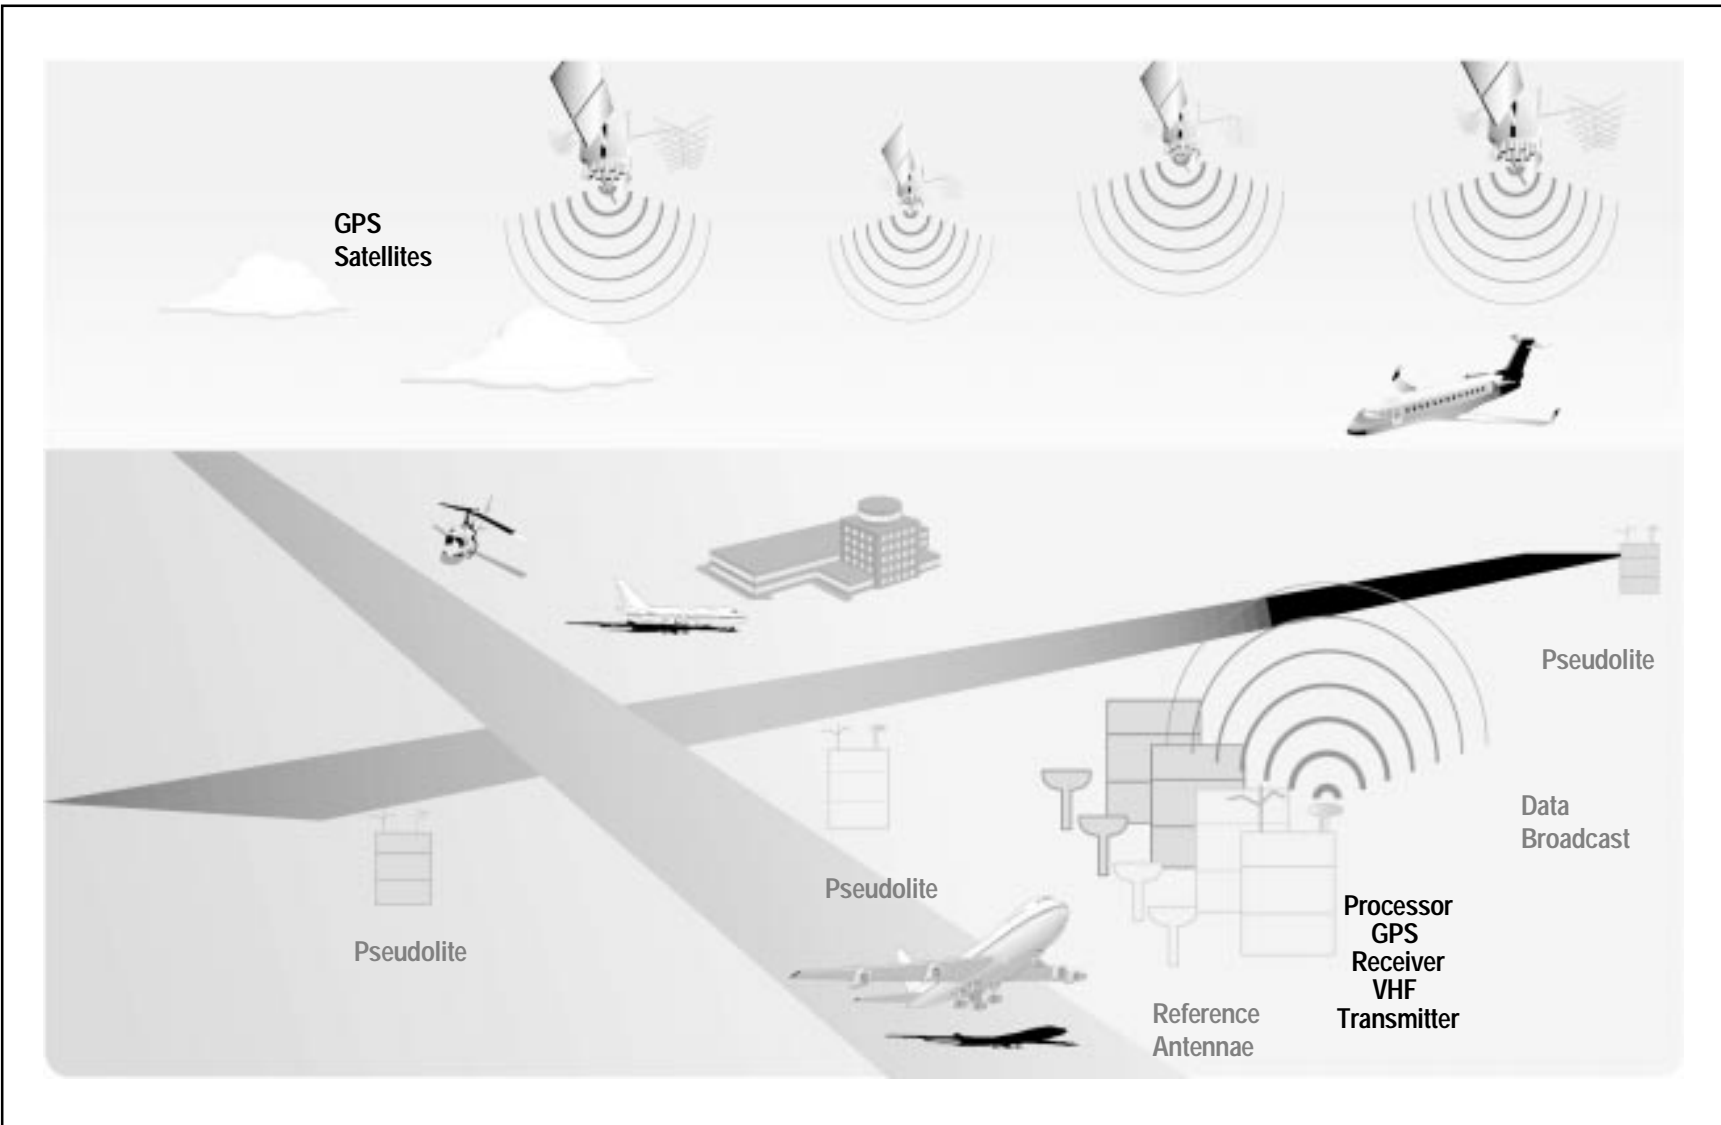 GPS
Satellites
Pseudolite
Data
Broadcast
Pseudolite
Pseudolite
Processor
GPS
Receiver
VHF
Transmitter
Reference
Antennae